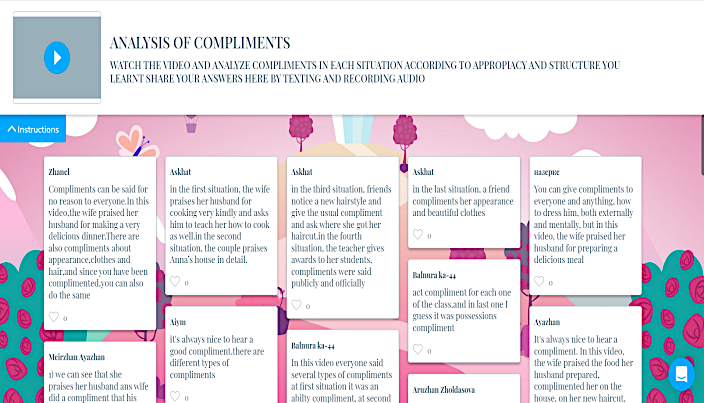 ANALYSIS OF COMPLIMENTS
WATCH THE VIDEO AND ANALYZE COMPLIMENTS IN EACH SITUATION ACCORDING TO APPROPIACY AND STRUCTURE YOU
LEARNT SHARE YOUR ANSWERS HERE BY TEXTING AND RECORDING AUDIO
Instructions
Zhanel
Compliments can be said for
no reason to everyone.In this
video,the wife praised her
husband for making a very
delicious dinner.There are
also compliments about
appearance,clothes and
hair,and since you have been
complimented,you can also
do the same
0
Meirzhan Ayazhan
1) we can see that she
praises her husband ans wife
did a compliment that his
Askhat
in the first situation, the wife
praises her husband for
cooking very kindly and asks
him to teach her how to cook
as well.in the second
situation, the couple praises
Anna's house in detail.
0
Aiym
it's always nice to hear a
good compliment.there are
different types of
compliments
0
Askhat
in the third situation, friends
notice a new hairstyle and
give the usual compliment
and ask where she got her
haircut.in the fourth
situation, the teacher gives
awards to her students,
compliments were said
publicly and officially
0
Balnura ka-44
In this video everyone said
several types of compliments
at first situation it was an
abilty compliment, at second
Askhat
in the last situation, a friend
compliments her appearance
and beautiful clothes
0
Balnura ka-44
act compliment for each one
of the class,and in last one I
guess it was possessions
compliment
0
Aruzhan Zholdasova
назерке
You can give compliments to
everyone and anything, how
to dress him, both externally
and mentally, but in this
video, the wife praised her
husband for preparing a
delicious meal
0
Ayazhan
It's always nice to hear a
compliment. In this video,
the wife praised the food her
husband prepared,
complimented her on the
house, on her new haircut,